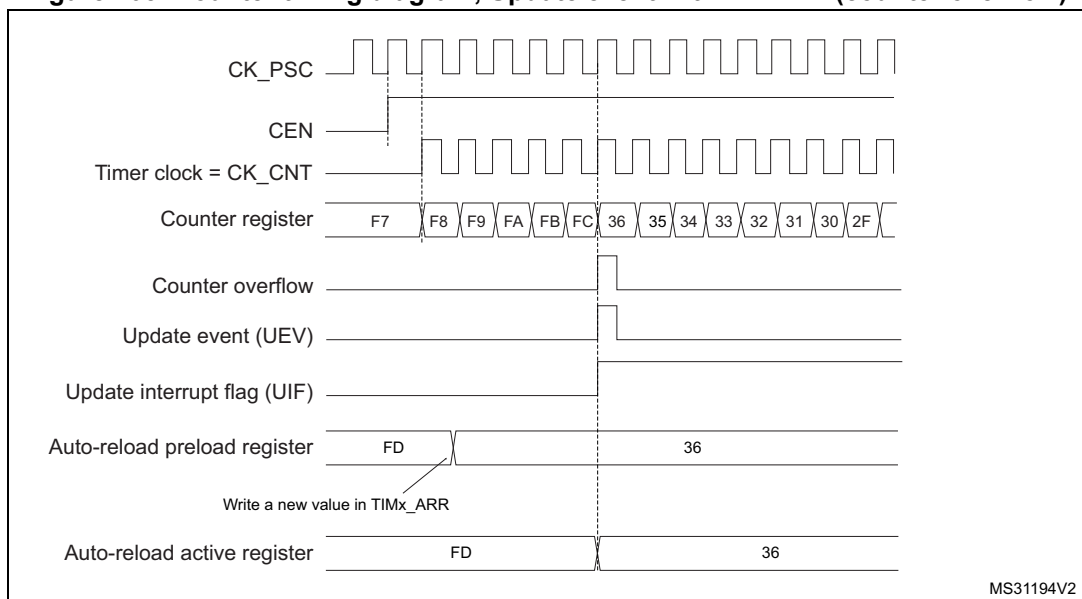 CK_PSC
CEN
Timer clock = CK_CNT
Counter register F7 F8 F9 FA FB FC 36 35 34 33 32 31 30 2F
Counter overflow
Update event (UEV)
Update interrupt flag (UIF)
Auto-reload preload register FD 36
Write a new value in TIMx_ARR
Auto-reload active register FD 36
MS31194V2